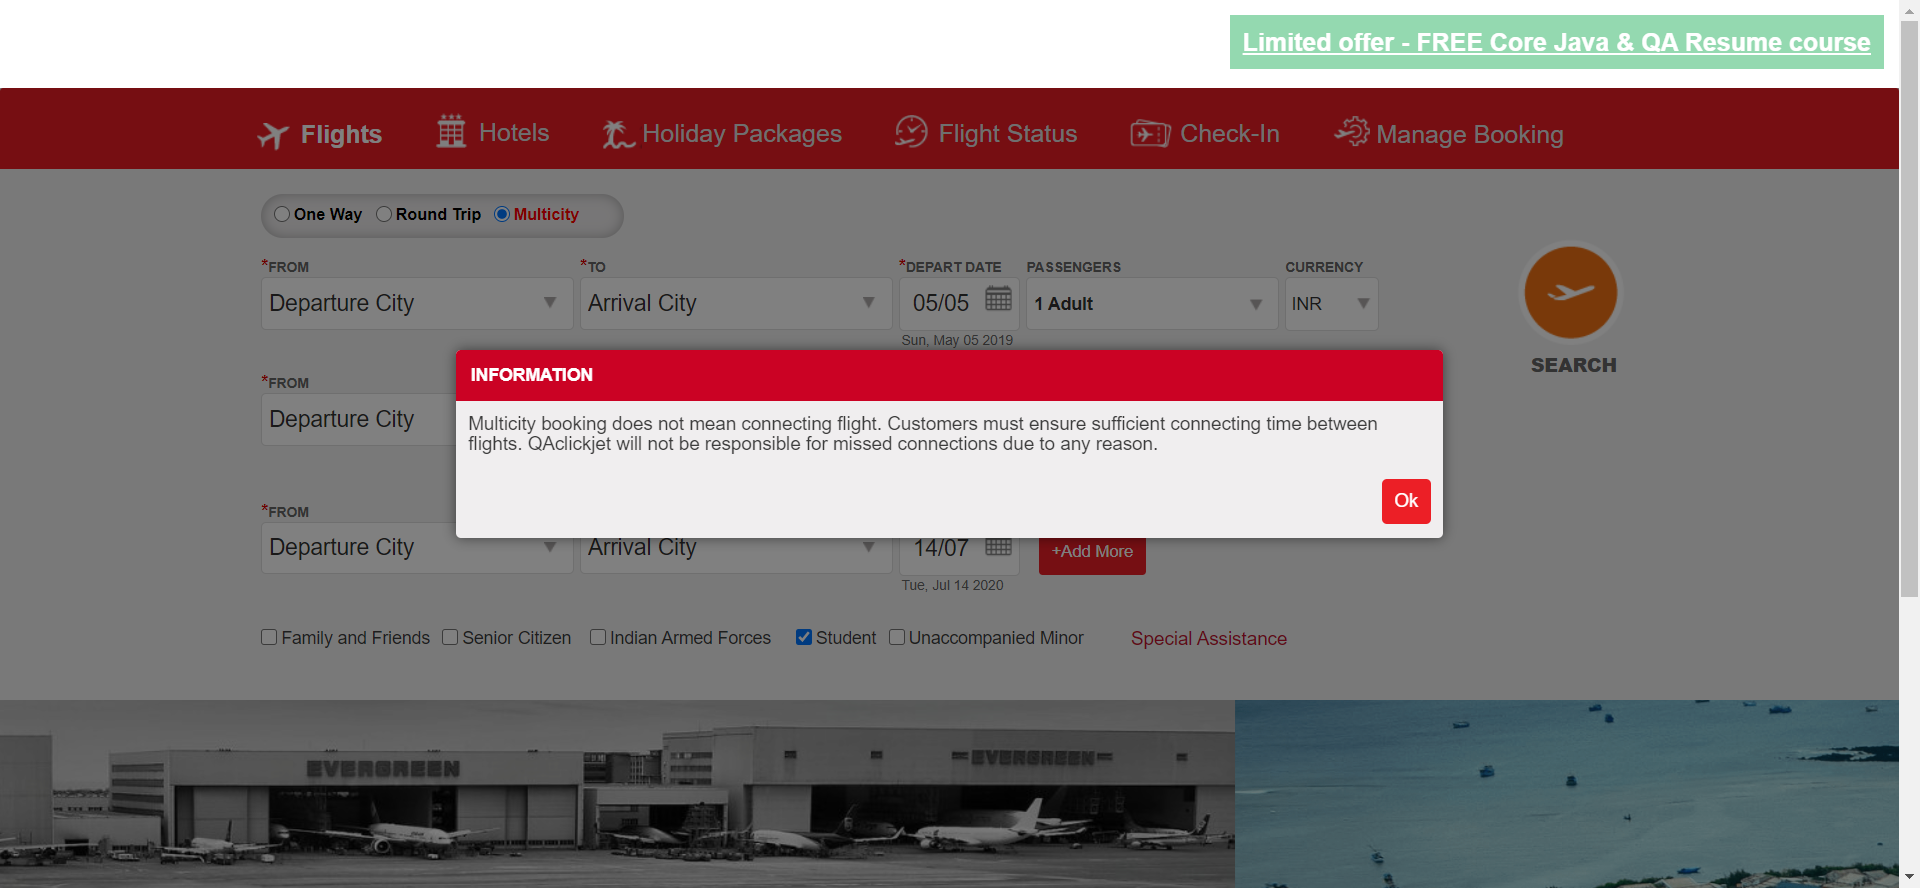 Limited offer - FREE Core Java & QA Resume course
Flights Hotels Holiday Packages Flight Status Check-In Manage Booking
One Way Round Trip Multicity
*FROM *TO *DEPART DATE PASSENGERS CURRENCY
Departure City Arrival City 05/05 1 Adult INR
Sun, May 05 2019
SEARCH
INFORMATION
Multicity booking does not mean connecting flight. Customers must ensure sufficient connecting time between
flights. QAclickjet will not be responsible for missed connections due to any reason.
Ok
*FROM
Departure City
*FROM
Departure City Arrival City 14/07 +Add More
Tue, Jul 14 2020
Family and Friends Senior Citizen Indian Armed Forces Student Unaccompanied Minor Special Assistance
EVERGREEN EVERGREEN